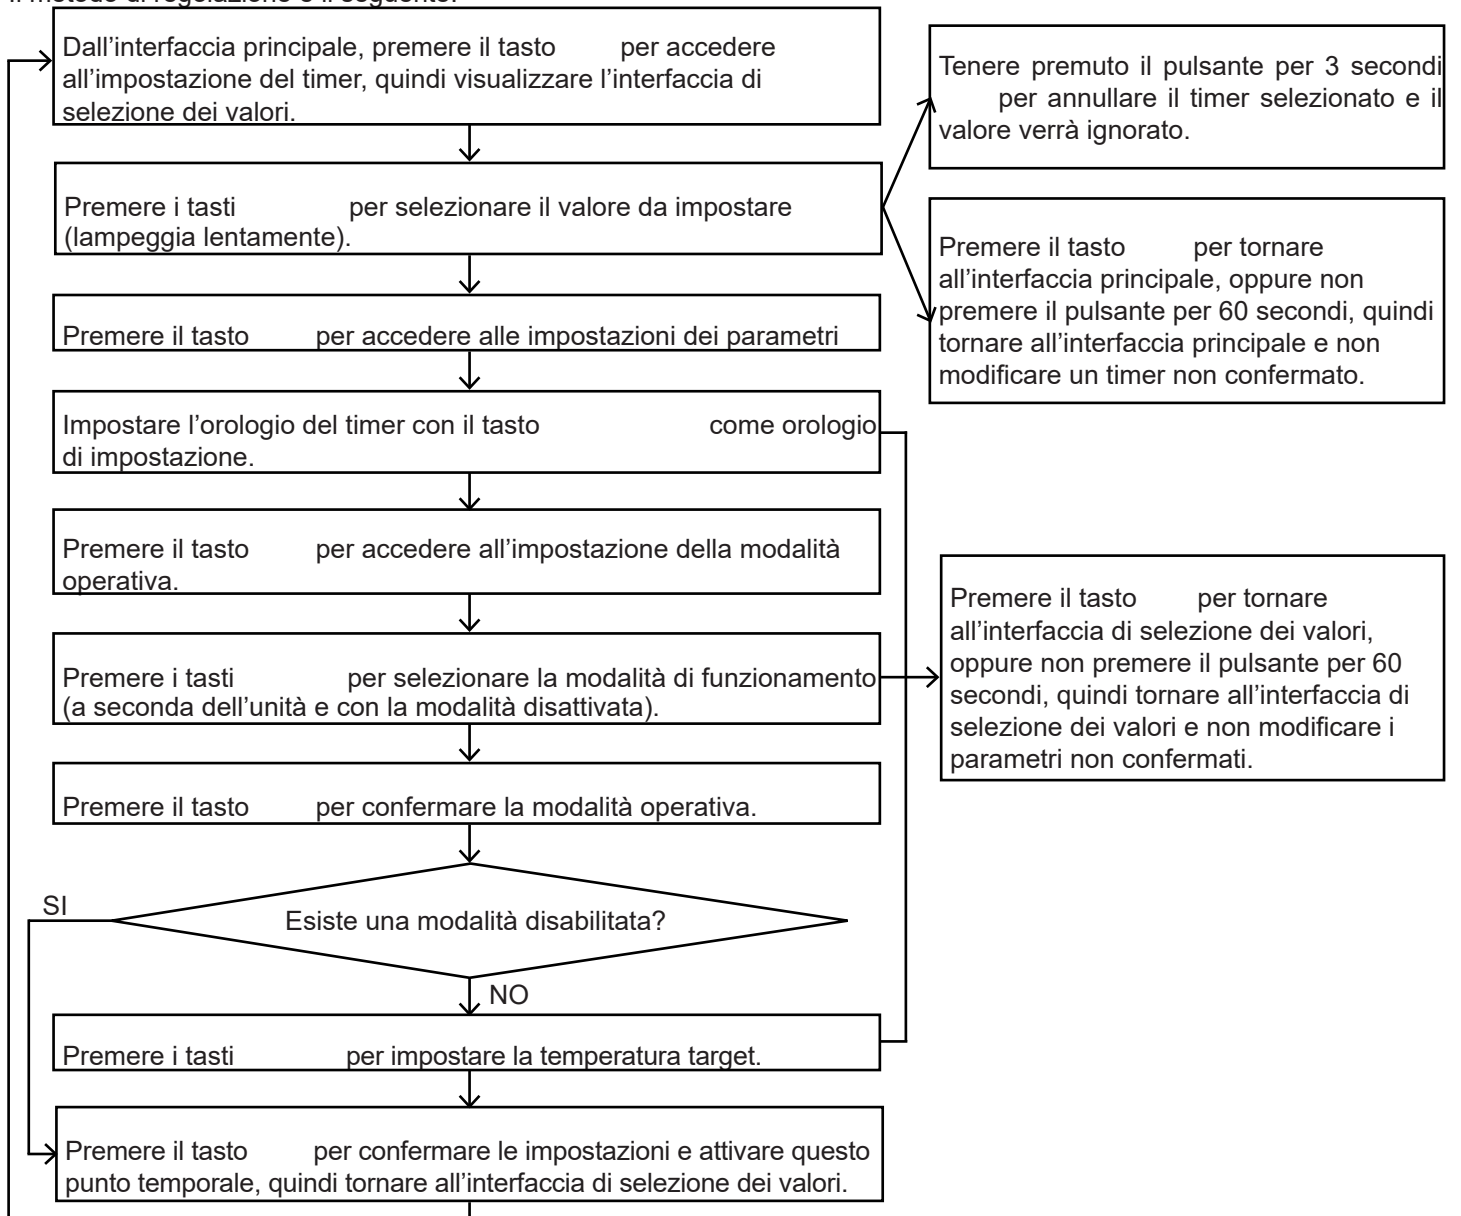 Il metodo di regolazione è il seguente:
Dall’interfaccia principale, premere il tasto per accedere
all’impostazione del timer, quindi visualizzare l’interfaccia di
selezione dei valori.
Tenere premuto il pulsante per 3 secondi
per annullare il timer selezionato e il
valore verrà ignorato.
Premere i tasti per selezionare il valore da impostare
(lampeggia lentamente).
Premere il tasto per tornare
all’interfaccia principale, oppure non
premere il pulsante per 60 secondi, quindi
tornare all’interfaccia principale e non
modificare un timer non confermato.
Premere il tasto per accedere alle impostazioni dei parametri
Impostare l’orologio del timer con il tasto come orologio
di impostazione.
Premere il tasto per accedere all’impostazione della modalità
operativa.
Premere i tasti per selezionare la modalità di funzionamento
(a seconda dell’unità e con la modalità disattivata).
Premere il tasto per tornare
all’interfaccia di selezione dei valori,
oppure non premere il pulsante per 60
secondi, quindi tornare all’interfaccia di
selezione dei valori e non modificare i
parametri non confermati.
Premere il tasto per confermare la modalità operativa.
SI
Esiste una modalità disabilitata?
NO
Premere i tasti per impostare la temperatura target.
Premere il tasto per confermare le impostazioni e attivare questo
punto temporale, quindi tornare all’interfaccia di selezione dei valori.